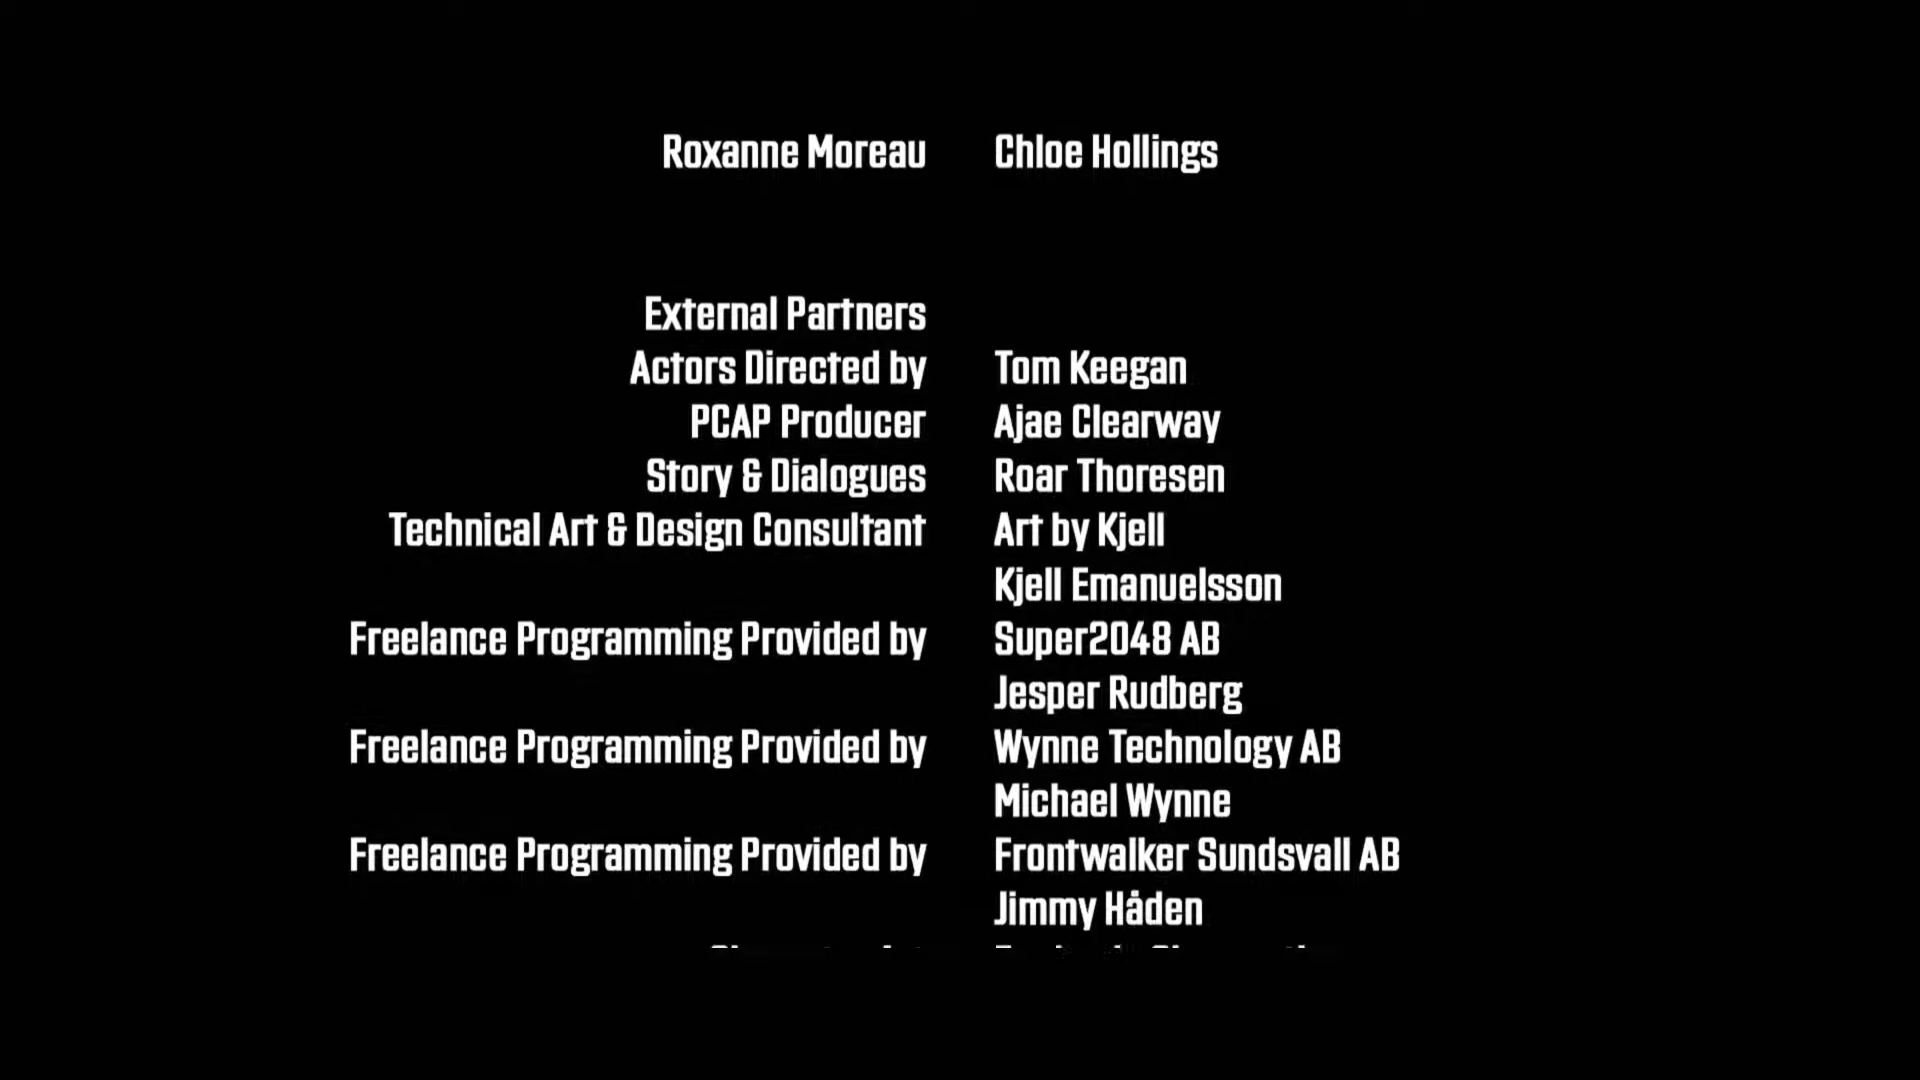 Roxanne Moreau Chloe Hollings
External Partners
Actors Directed by Tom Keegan
PCAP Producer Ajae Clearway
Story & Dialogues Roar Thoresen
Technical Art & Design Consultant Art by Kjell
Kjell Emanuelsson
Freelance Programming Provided by Super2048 AB
Jesper Rudberg
Freelance Programming Provided by Wynne Technology AB
Michael Wynne
Freelance Programming Provided by Frontwalker Sundsvall AB
Jimmy Håden